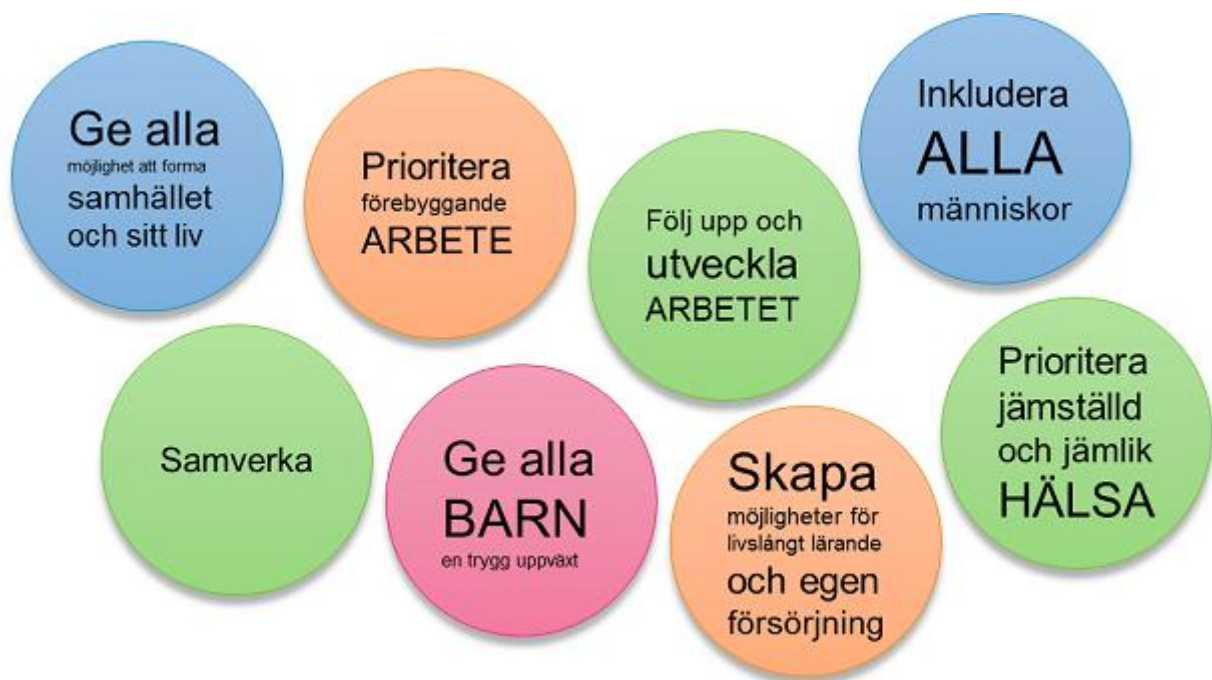 Ge alla
möjlighet att forma
samhället
och sitt liv
Prioritera
förebyggande
ARBETE
Följ upp och
utveckla
ARBETET
Inkludera
ALLA
människor
Samverka
Ge alla
BARN
en trygg uppväxt
Skapa
möjligheter för
livslångt lärande
och egen
försörjning
Prioritera
jämställd
och jämlik
HÄLSA